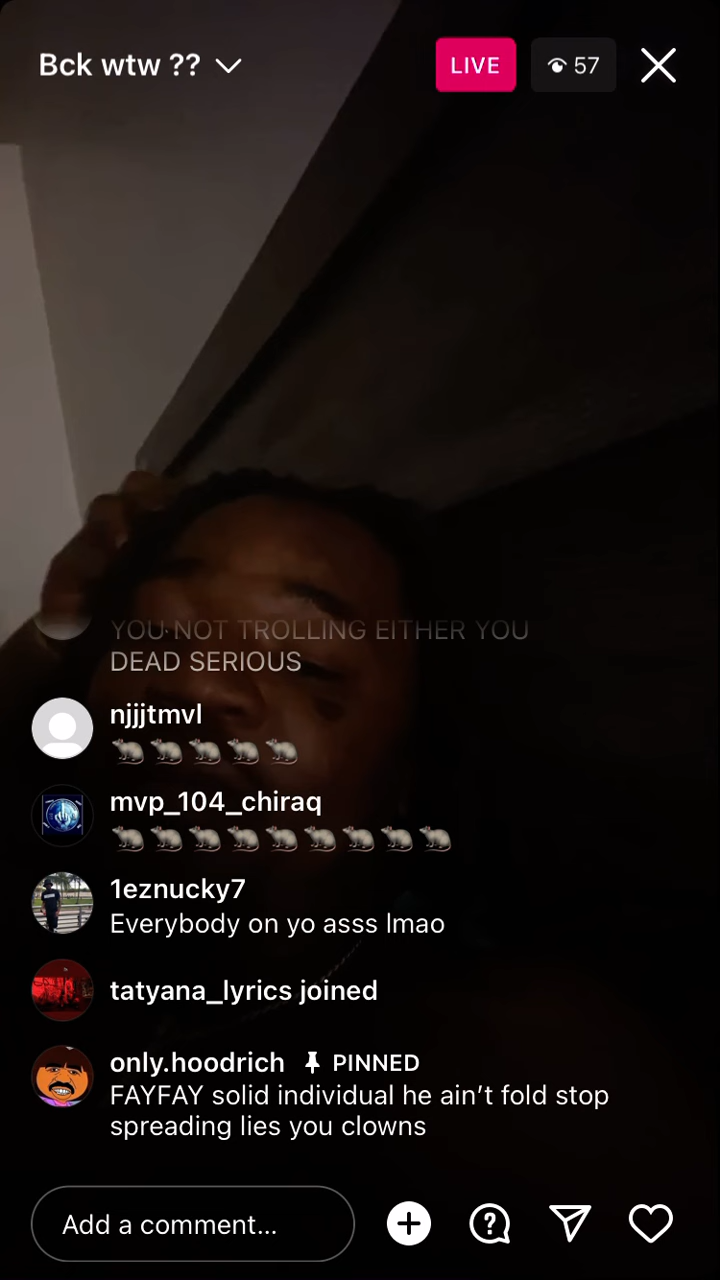 Bck wtw ??
LIVE
57
YOU NOT TROLLING EITHER YOU
DEAD SERIOUS
njjjtmvl
🐀🐀🐀🐀🐀
mvp_104_chiraq
🐀🐀🐀🐀🐀🐀🐀🐀🐀
1eznucky7
Everybody on yo asss lmao
tatyana_lyrics joined
only.hoodrich PINNED
FAYFAY solid individual he ain’t fold stop
spreading lies you clowns
Add a comment...